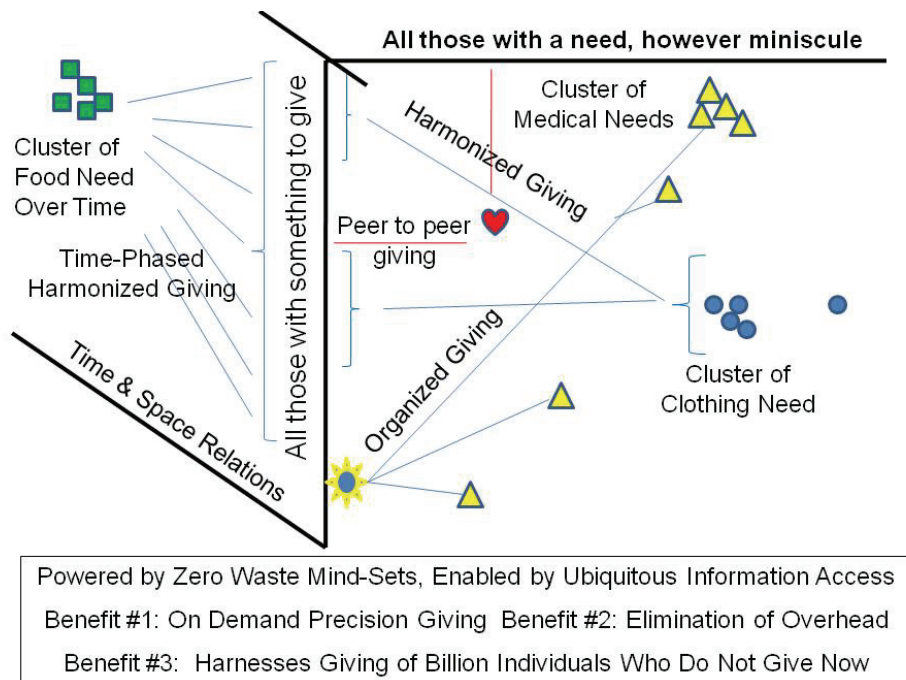 All those with a need, however miniscule
Cluster of
Medical Needs
Harmonized Giving
All those with something to give
Cluster of
Food Need
Over Time
Peer to peer
giving
Time-Phased
Harmonized Giving
Organized Giving
Time & Space Relations
Cluster of
Clothing Need
Powered by Zero Waste Mind-Sets, Enabled by Ubiquitous Information Access
Benefit #1: On Demand Precision Giving Benefit #2: Elimination of Overhead
Benefit #3: Harnesses Giving of Billion Individuals Who Do Not Give Now